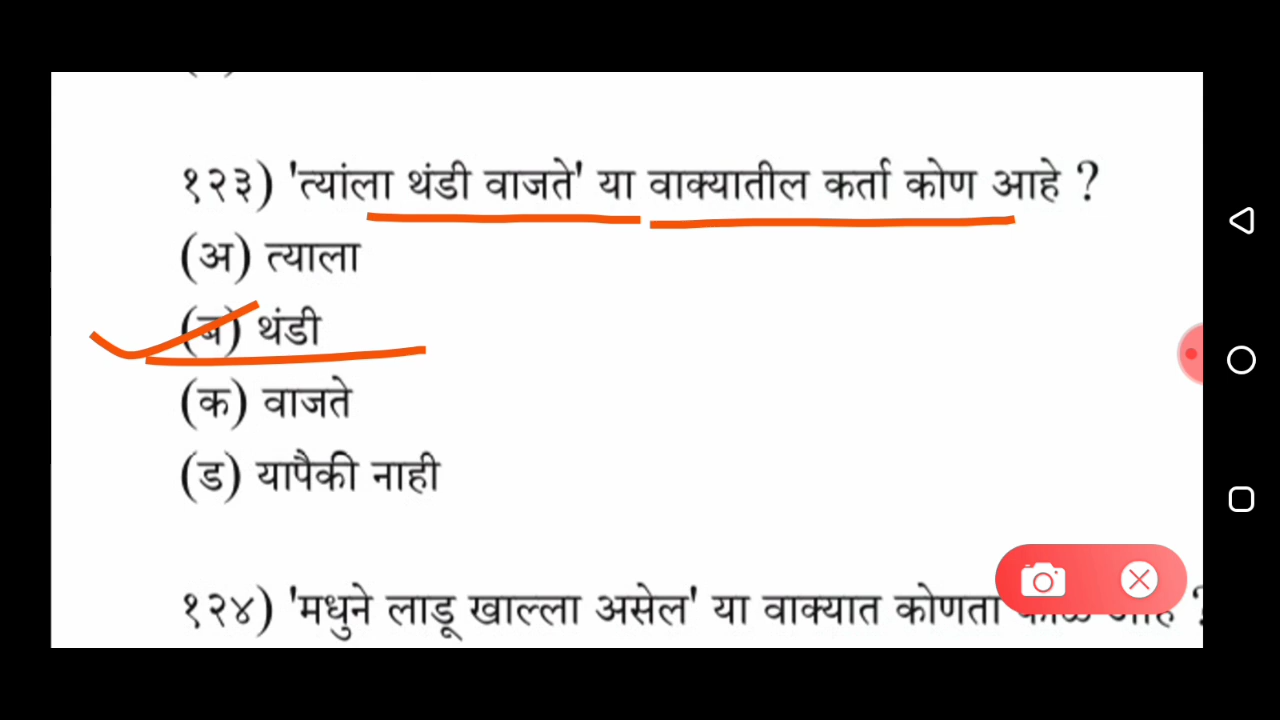 १२३) 'त्यांला थंडी वाजते' या वाक्यातील कर्ता कोण आहे ?
(अ) त्याला
(ब) थंडी
(क) वाजते
(ड) यापैकी नाही
१२४) 'मधुने लाडू खाल्ला असेल' या वाक्यात कोणता